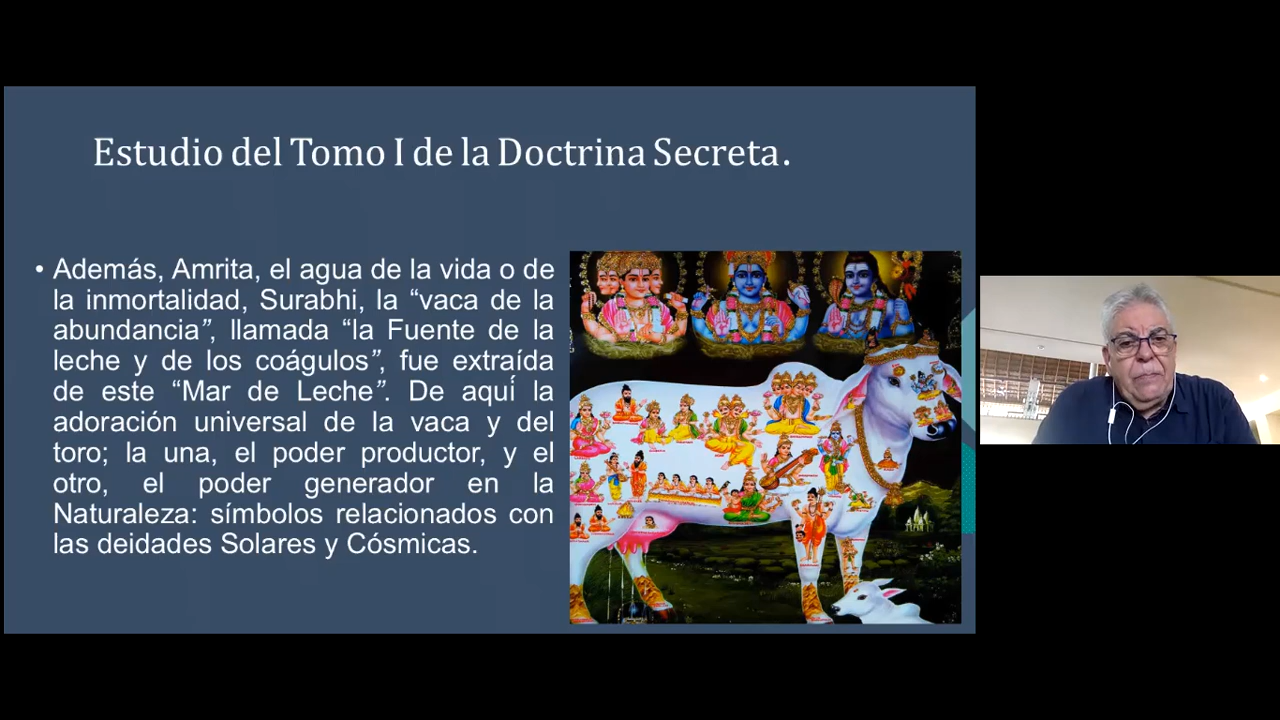 Estudio del Tomo I de la Doctrina Secreta.
• Además, Amrita, el agua de la vida o de
la inmortalidad, Surabhi, la “vaca de la
abundancia”, llamada “la Fuente de la
leche y de los coágulos”, fue extraída
de este “Mar de Leche”. De aquí la
adoración universal de la vaca y del
toro; la una, el poder productor, y el
otro, el poder generador en la
Naturaleza: símbolos relacionados con
las deidades Solares y Cósmicas.